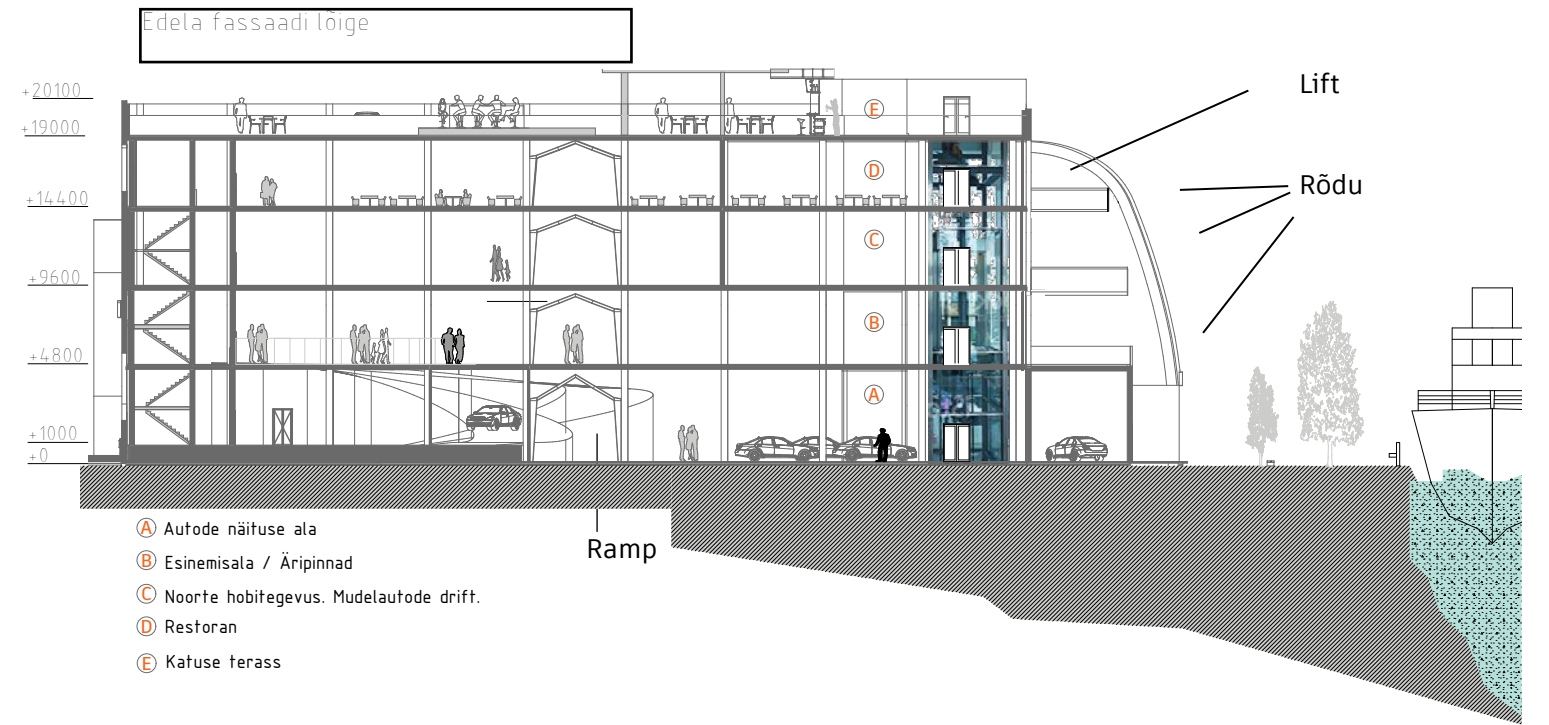 Edela fassaadi lõige
Lift
+20100
E
+19000
D
Rõdu
+14400
C
+9600
B
+4800
A
+1000
+0
A Autode näituse ala
Ramp
B Esinemisala / Äripinnad
C Noorte hobitegevus. Mudelautode drift.
D Restoran
E Katuse terass